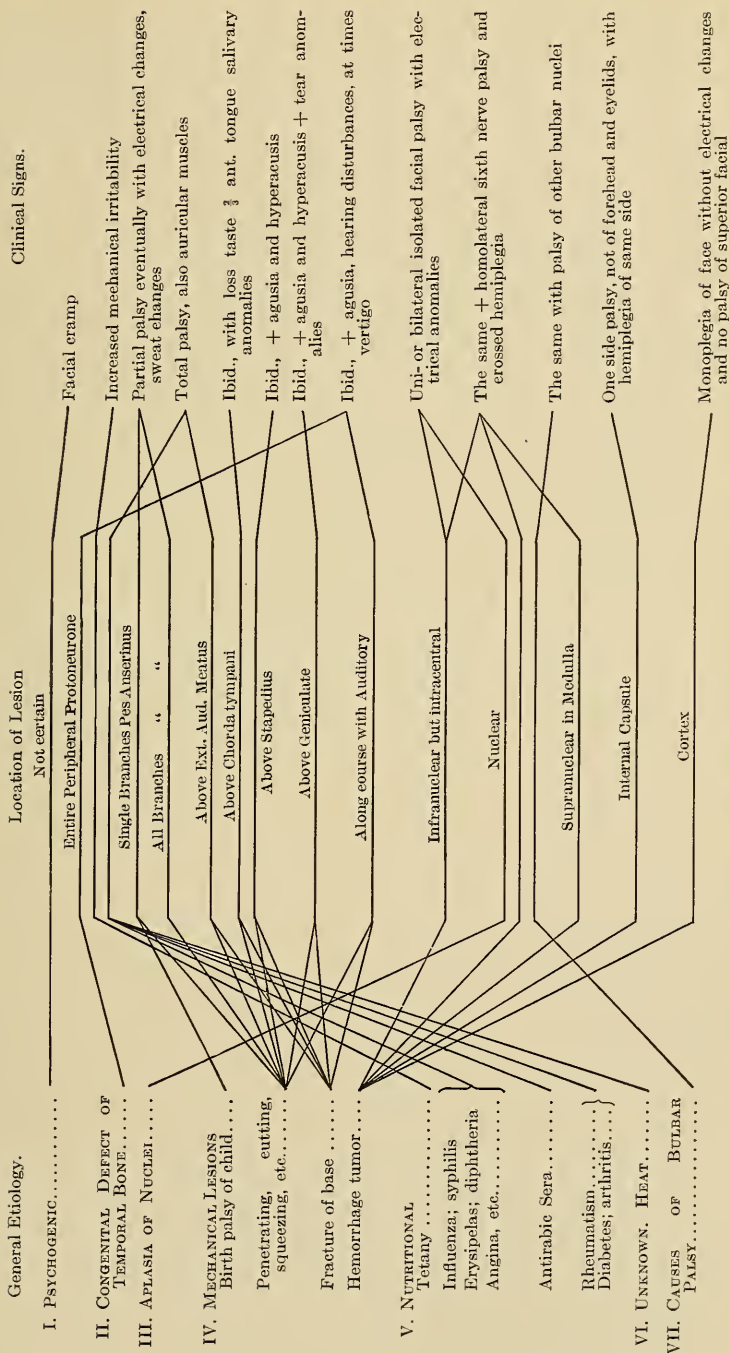 General Etiology.
I. PSYCHOGENIC............
II. CONGENITAL DEFECT OF
TEMPORAL BONE......
III. APLASIA OF NUCLEI.....
IV. MECHANICAL LESIONS
Birth palsy of child....
Penetrating, cutting,
squeezing, etc.......
Fracture of base........
Hemorrhage tumor....
V. NUTRITIONAL
Tetany ................
Influenza; syphilis
Erysipelas; diphtheria
Angina, etc...........
Antirabic Sera.........
Rheumatism..........
Diabetes; arthritis....
VI. UNKNOWN. HEAT.......
VII. CAUSES OF BULBAR
PALSY..................
Location of Lesion
Not certain
Entire Peripheral Protoneurone
Single Branches Pes Anserinus
All Branches " "
Above Ext. Aud. Meatus
Above Chorda tympani
Above Stapedius
Above Geniculate
Along course with Auditory
Infranuclear but intracentral
Nuclear
Supranuclear in Medulla
Internal Capsule
Cortex
Clinical Signs.
Facial cramp
Increased mechanical irritability
Partial palsy eventually with electrical changes,
sweat changes
Total palsy, also auricular muscles
Ibid., with loss taste ⅔ ant. tongue salivary
anomalies
Ibid., + agusia and hyperacusis
Ibid., + agusia and hyperacusis + tear anom-
alies
Ibid., + agusia, hearing disturbances, at times
vertigo
Uni- or bilateral isolated facial palsy with elec-
trical anomalies
The same + homolateral sixth nerve palsy and
crossed hemiplegia
The same with palsy of other bulbar nuclei
One side palsy, not of forehead and eyelids, with
hemiplegia of same side
Monoplegia of face without electrical changes
and no palsy of superior facial